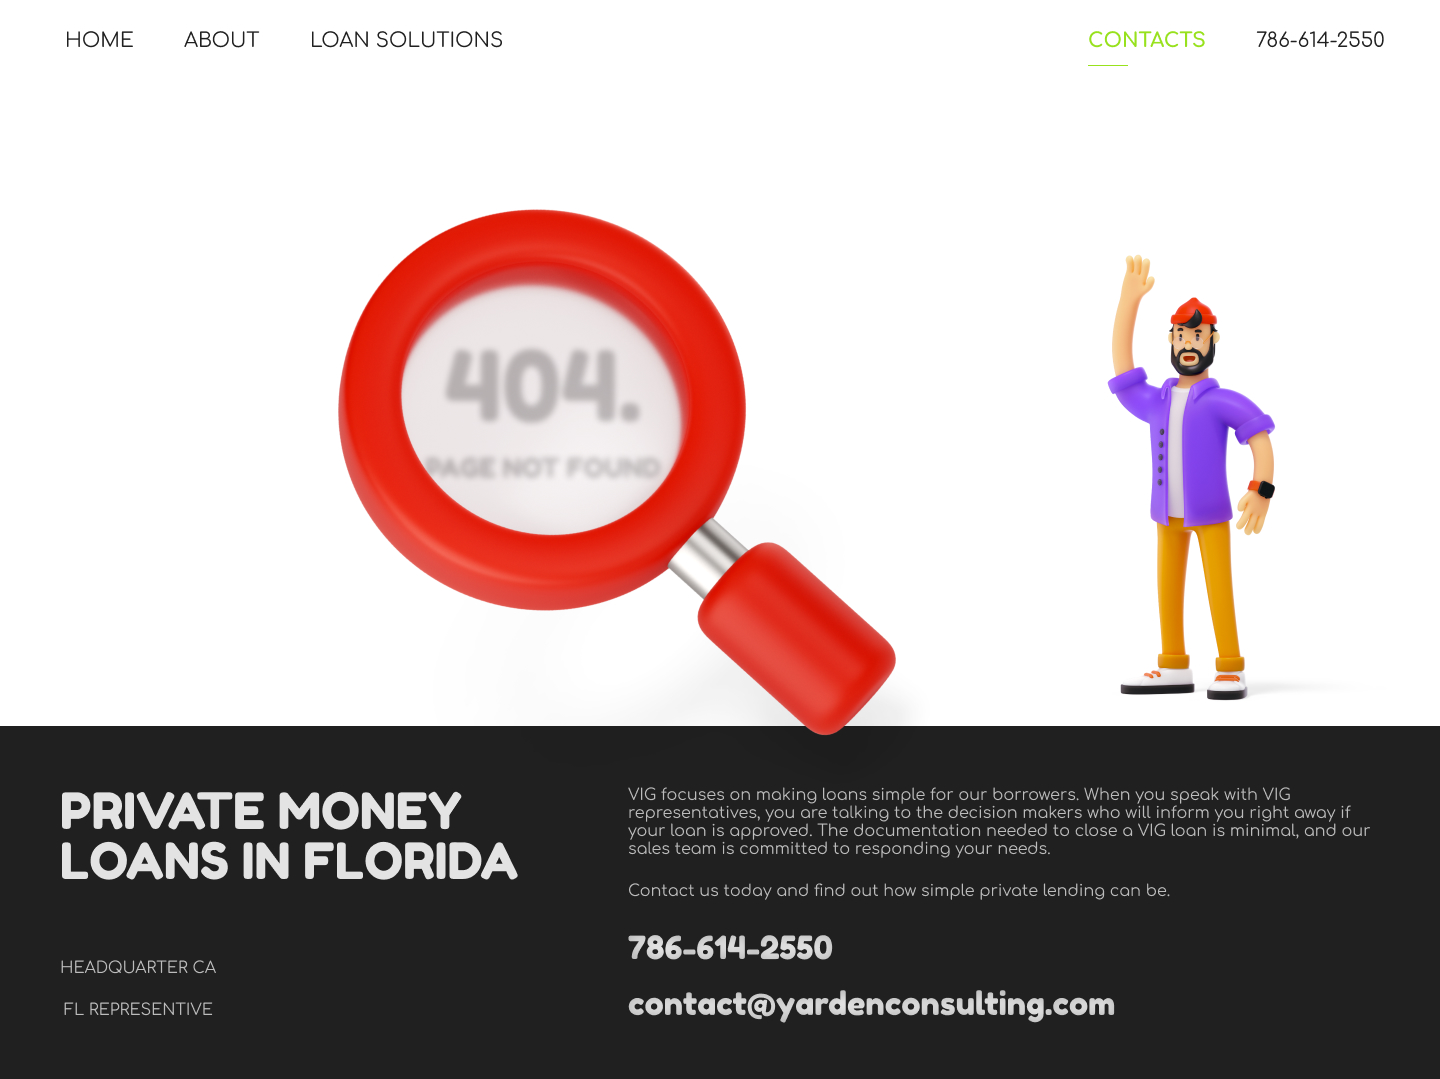 HOME ABOUT LOAN SOLUTIONS CONTACTS 786-614-2550
404.
PAGE NOT FOUND
PRIVATE MONEY
LOANS IN FLORIDA
HEADQUARTER CA
FL REPRESENTIVE
VIG focuses on making loans simple for our borrowers. When you speak with VIG
representatives, you are talking to the decision makers who will inform you right away if
your loan is approved. The documentation needed to close a VIG loan is minimal, and our
sales team is committed to responding your needs.
Contact us today and find out how simple private lending can be.
786-614-2550
contact@yardenconsulting.com